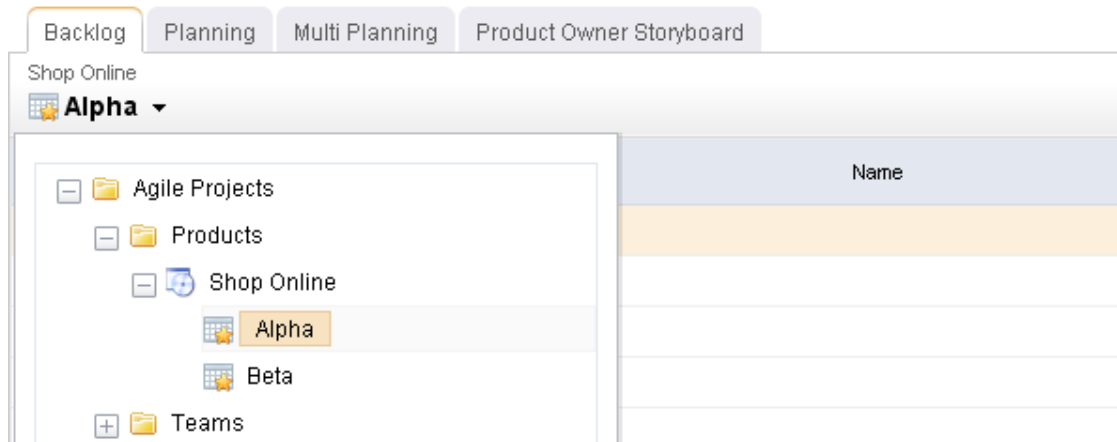 Backlog Planning Multi Planning Product Owner Storyboard
Shop Online
Alpha
Name
Agile Projects
Products
Shop Online
Alpha
Beta
Teams